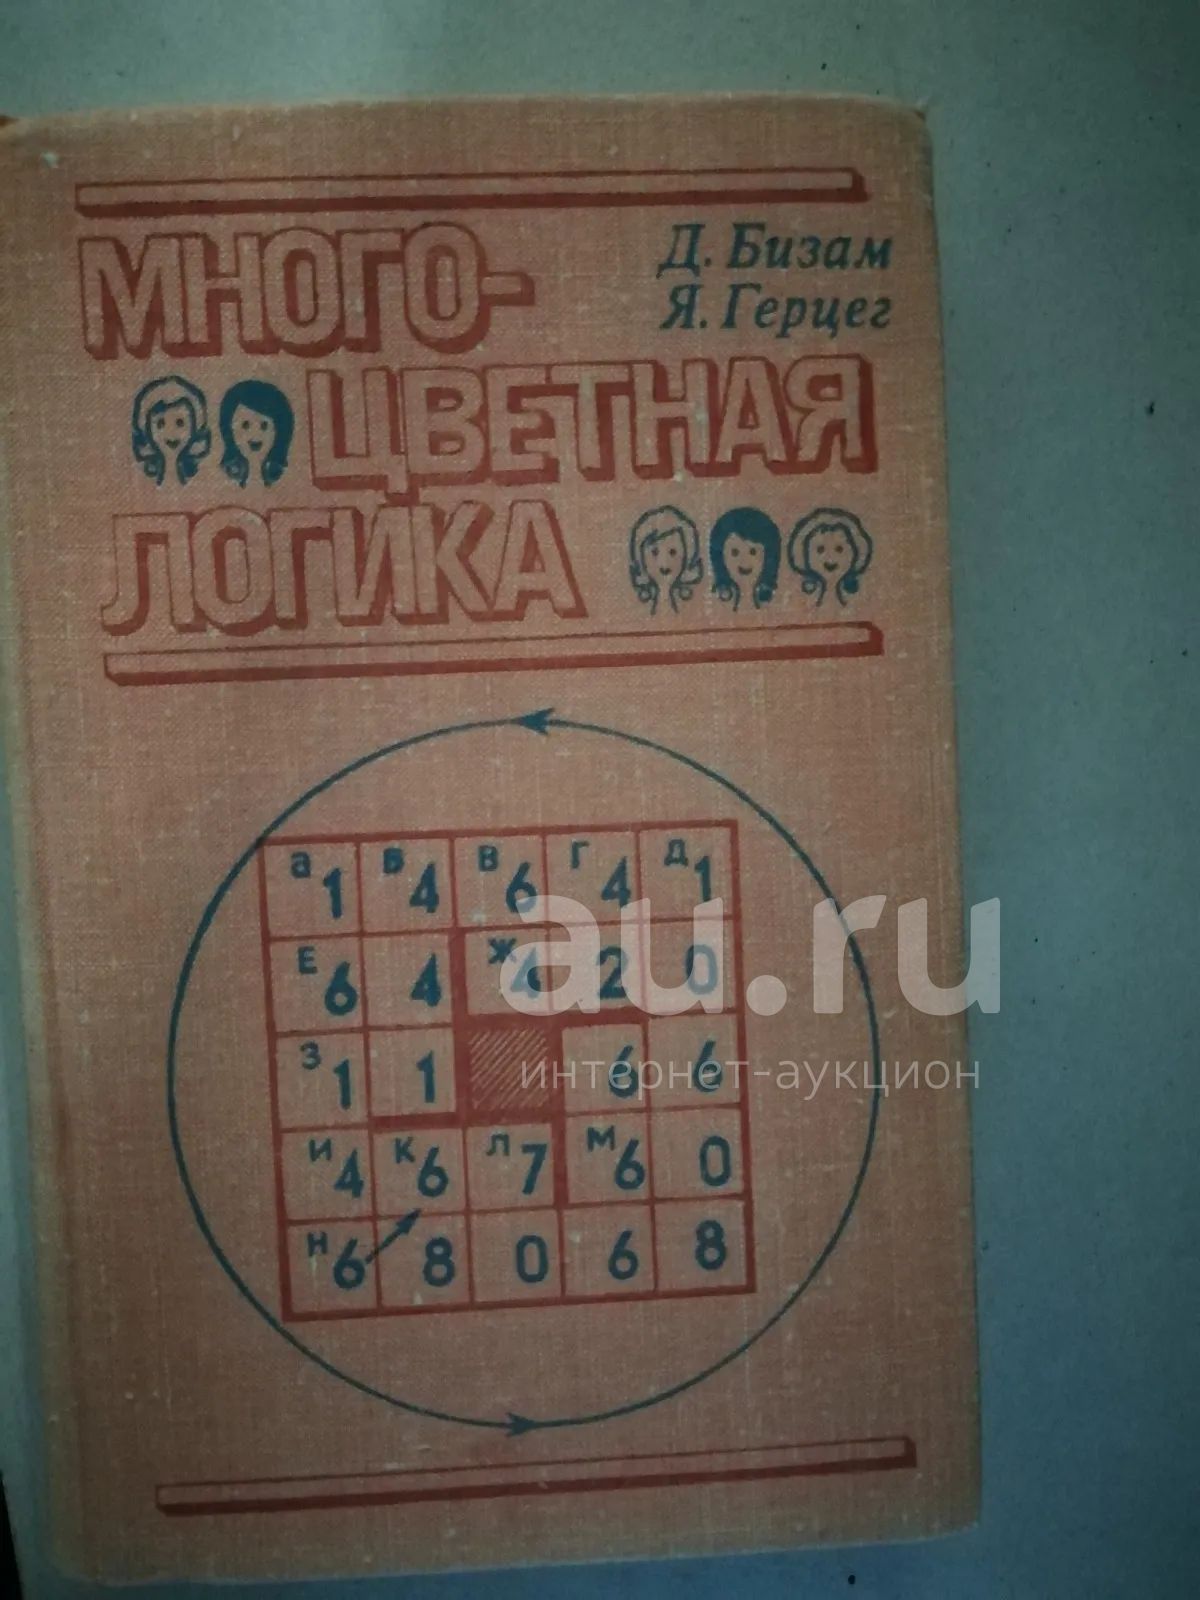 Д. Бизам
Я. Герцег
МНОГО-
ЦВЕТНАЯ
ЛОГИКА
а 1 Б 4 В 6 Г 4 Д 1
Е 6 4 Ж 4 2 0
З 1 1 6 6
И 4 К 6 Л 7 М 6 0
Н 6 8 0 6 8
au.ru
интернет-аукцион